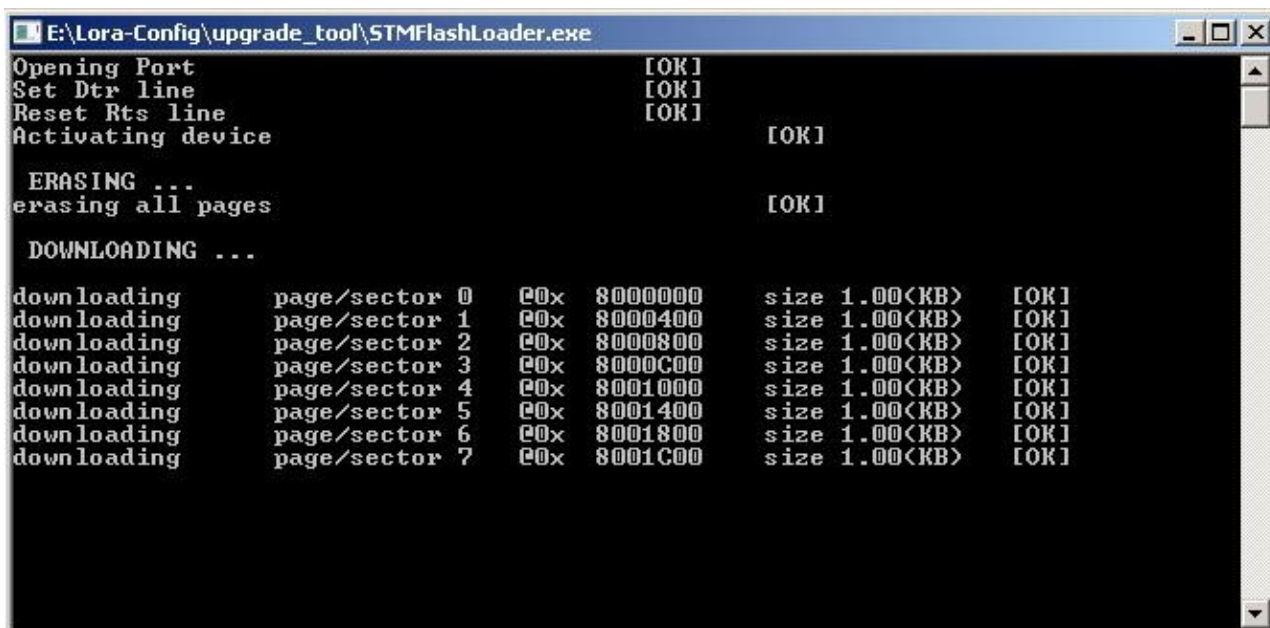 E:\Lora-Config\upgrade_tool\STMFlashLoader.exe
Opening Port [OK]
Set Dtr line [OK]
Reset Rts line [OK]
Activating device [OK]
ERASING ...
erasing all pages [OK]
DOWNLOADING ...
downloading page/sector 0 @0x 8000000 size 1.00(KB) [OK]
downloading page/sector 1 @0x 8000400 size 1.00(KB) [OK]
downloading page/sector 2 @0x 8000800 size 1.00(KB) [OK]
downloading page/sector 3 @0x 8000C00 size 1.00(KB) [OK]
downloading page/sector 4 @0x 8001000 size 1.00(KB) [OK]
downloading page/sector 5 @0x 8001400 size 1.00(KB) [OK]
downloading page/sector 6 @0x 8001800 size 1.00(KB) [OK]
downloading page/sector 7 @0x 8001C00 size 1.00(KB) [OK]